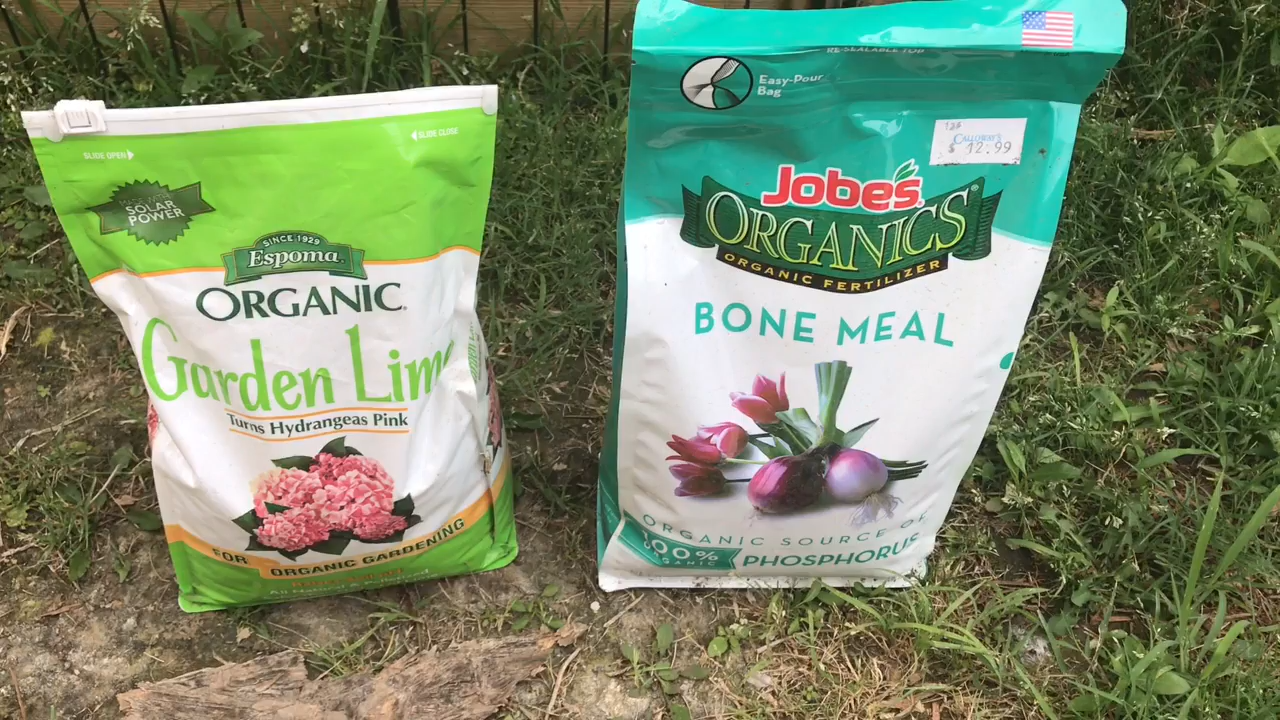 SLIDE OPEN
SLIDE CLOSE
SOLAR
POWER
SINCE 1929
Espoma
ORGANIC
Garden Lim
Turns Hydrangeas Pink
FOR ORGANIC GARDENING
RE-SEALABLE TOP
Easy-Pour
Bag
CALLOWAY'S
$ 12.99
Jobe's
ORGANICS
ORGANIC FERTILIZER
BONE MEAL
ORGANIC SOURCE OF
PHOSPHORUS
100%
ORGANIC